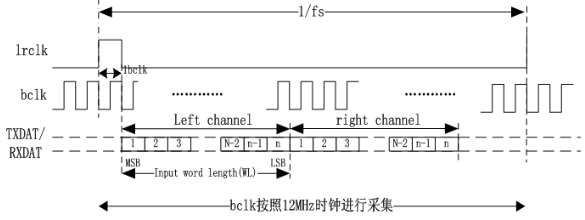 1/fs
lrclk
1bclk
bclk
Left channel
right channel
TXDAT/
RXDAT
1 2 3 N-2 n-1 n 1 2 3 N-2 n-1 n
MSB LSB
Input word length(WL)
bclk按照12MHz时钟进行采集